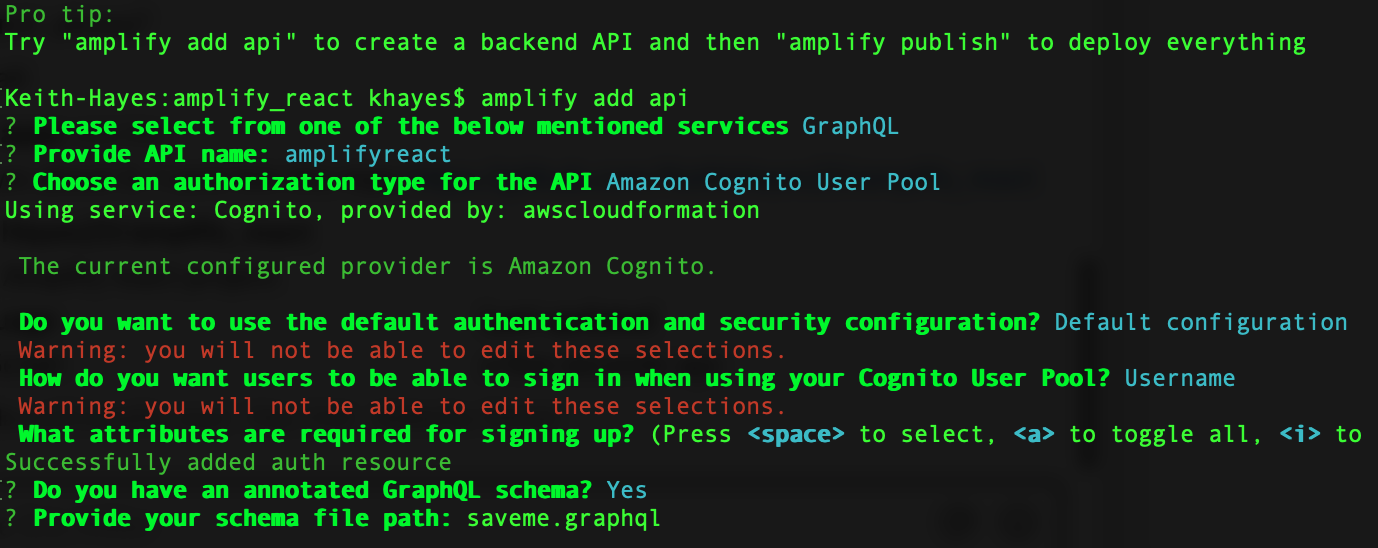 Pro tip:
Try "amplify add api" to create a backend API and then "amplify publish" to deploy everything
[Keith-Hayes:amplify_react khayes$ amplify add api
? Please select from one of the below mentioned services GraphQL
[? Provide API name: amplifyreact
? Choose an authorization type for the API Amazon Cognito User Pool
Using service: Cognito, provided by: awscloudformation
The current configured provider is Amazon Cognito.
Do you want to use the default authentication and security configuration? Default configuration
Warning: you will not be able to edit these selections.
How do you want users to be able to sign in when using your Cognito User Pool? Username
Warning: you will not be able to edit these selections.
What attributes are required for signing up? (Press <space> to select, <a> to toggle all, <i> to
Successfully added auth resource
[? Do you have an annotated GraphQL schema? Yes
? Provide your schema file path: saveme.graphql